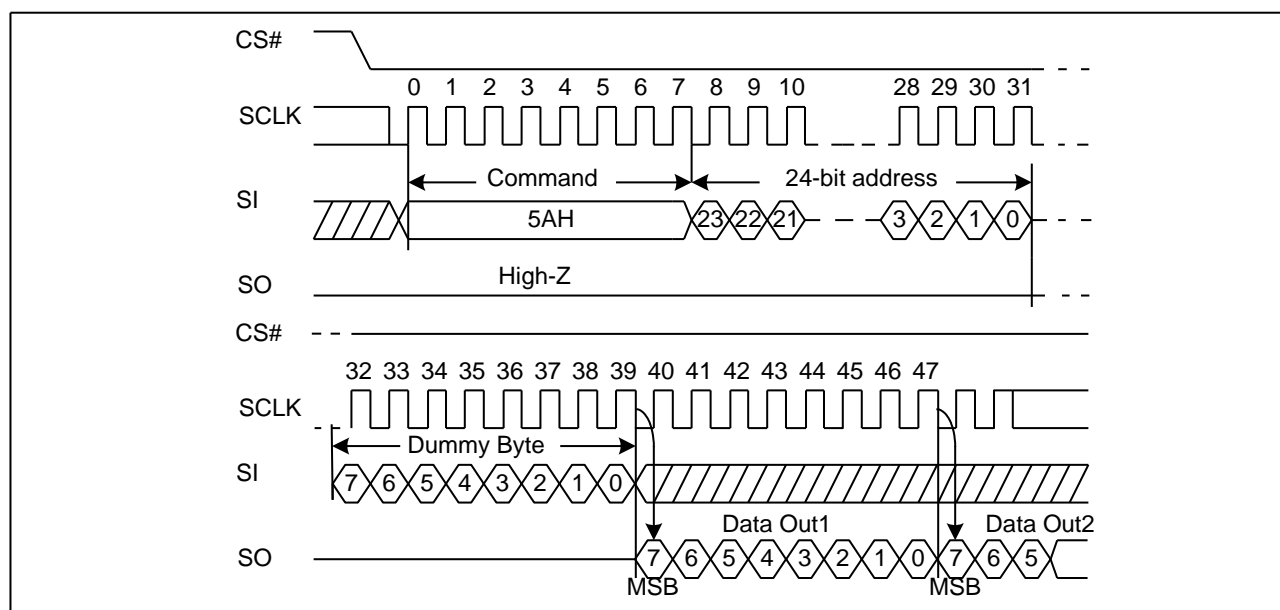 CS#
0 1 2 3 4 5 6 7 8 9 10 28 29 30 31
SCLK
Command 24-bit address
SI
5AH 23 22 21 3 2 1 0
High-Z
SO
CS#
32 33 34 35 36 37 38 39 40 41 42 43 44 45 46 47
SCLK
Dummy Byte
SI
7 6 5 4 3 2 1 0
Data Out1 Data Out2
SO
7 6 5 4 3 2 1 0 7 6 5
MSB MSB